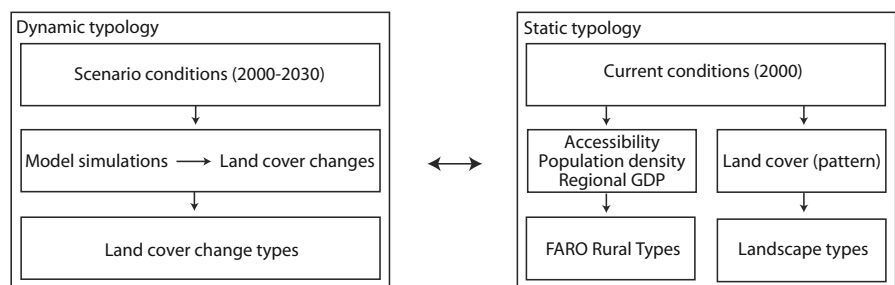 Dynamic typology
Scenario conditions (2000-2030)
Model simulations
Land cover changes
Land cover change types
Static typology
Current conditions (2000)
Accessibility
Population density
Regional GDP
Land cover (pattern)
FARO Rural Types
Landscape types